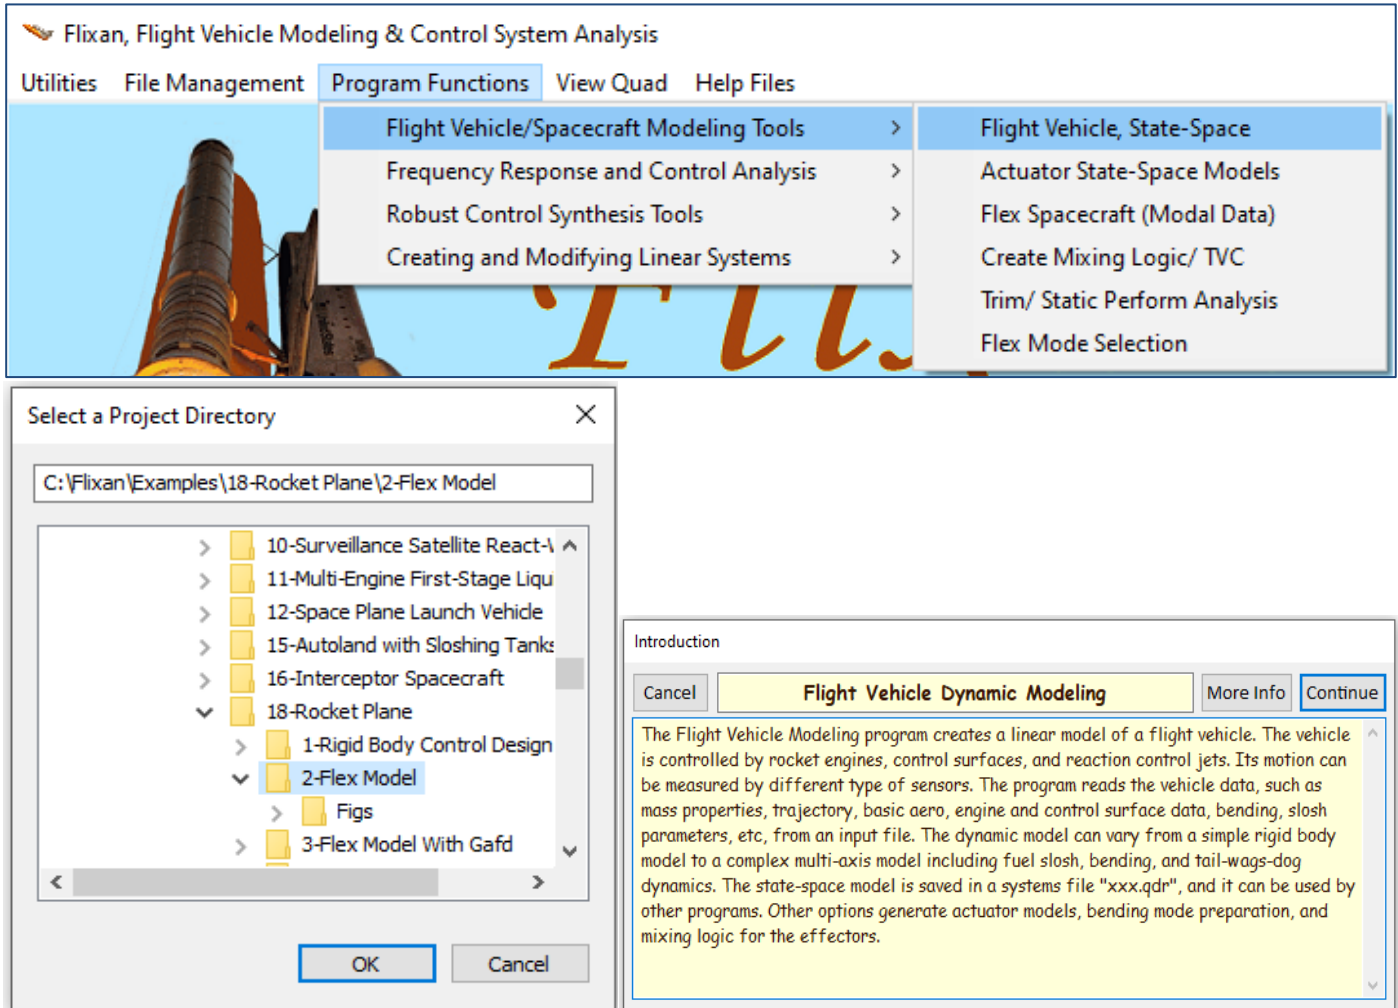 Flixan, Flight Vehicle Modeling & Control System Analysis
Utilities File Management Program Functions View Quad Help Files
Flight Vehicle/Spacecraft Modeling Tools
Frequency Response and Control Analysis
Robust Control Synthesis Tools
Creating and Modifying Linear Systems
Flight Vehicle, State-Space
Actuator State-Space Models
Flex Spacecraft (Modal Data)
Create Mixing Logic/ TVC
Trim/ Static Perform Analysis
Flex Mode Selection
Select a Project Directory
C:\Flixan\Examples\18-Rocket Plane\2-Flex Model
10-Surveillance Satellite React-
11-Multi-Engine First-Stage Liqu
12-Space Plane Launch Vehicle
15-Autoland with Sloshing Tanks
16-Interceptor Spacecraft
18-Rocket Plane
1-Rigid Body Control Design
2-Flex Model
Figs
3-Flex Model With Gafd
OK Cancel
Introduction
Cancel Flight Vehicle Dynamic Modeling More Info Continue
The Flight Vehicle Modeling program creates a linear model of a flight vehicle. The vehicle
is controlled by rocket engines, control surfaces, and reaction control jets. Its motion can
be measured by different type of sensors. The program reads the vehicle data, such as
mass properties, trajectory, basic aero, engine and control surface data, bending, slosh
parameters, etc, from an input file. The dynamic model can vary from a simple rigid body
model to a complex multi-axis model including fuel slosh, bending, and tail-wags-dog
dynamics. The state-space model is saved in a systems file "xxx.qdr", and it can be used by
other programs. Other options generate actuator models, bending mode preparation, and
mixing logic for the effectors.